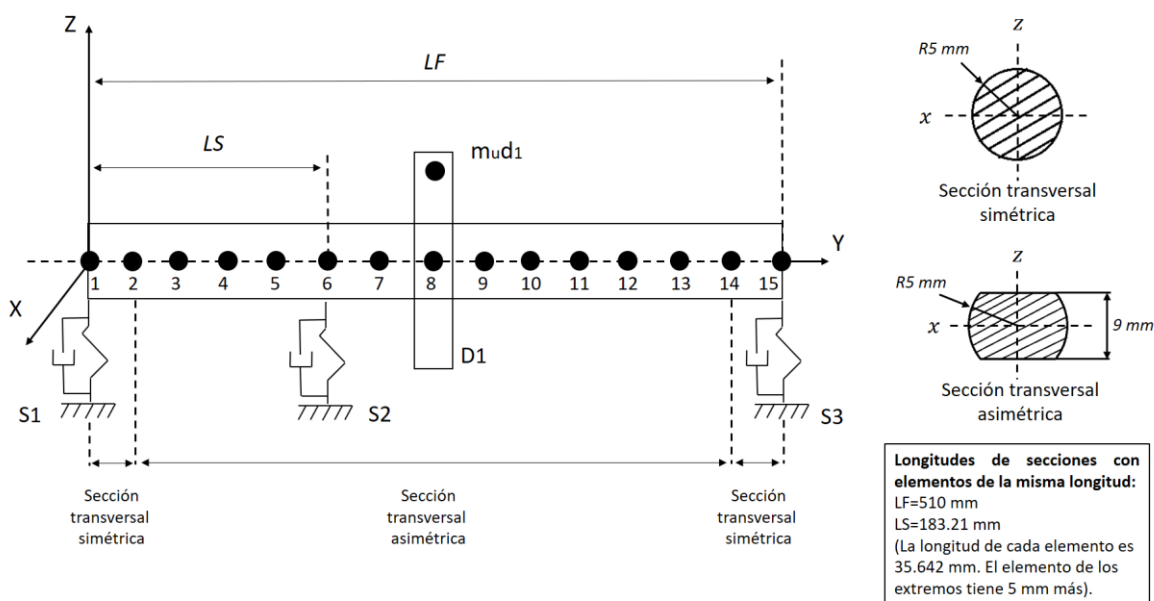 Z
LF
LS
mud1
Y
1 2 3 4 5 6 7 8 9 10 11 12 13 14 15
X
D1
S1
S2
S3
Sección
transversal
simétrica
Sección
transversal
asimétrica
Sección
transversal
simétrica
z
R5 mm
x
Sección transversal
simétrica
z
R5 mm
x
9 mm
Sección transversal
asimétrica
Longitudes de secciones con
elementos de la misma longitud:
LF=510 mm
LS=183.21 mm
(La longitud de cada elemento es
35.642 mm. El elemento de los
extremos tiene 5 mm más).